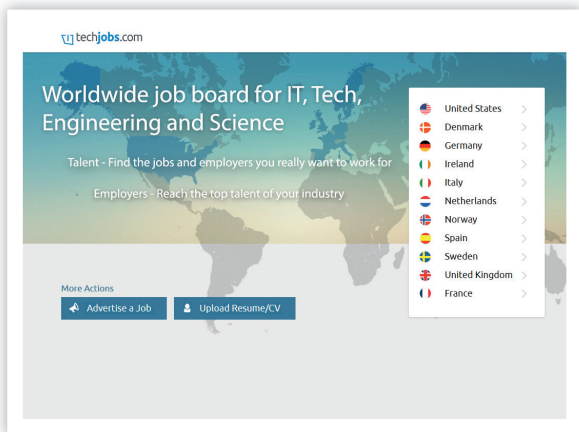 techjobs.com
Worldwide job board for IT, Tech,
Engineering and Science
Talent - Find the jobs and employers you really want to work for
Employers - Reach the top talent of your industry
United States
Denmark
Germany
Ireland
Italy
Netherlands
Norway
Spain
Sweden
United Kingdom
France
More Actions
Advertise a Job
Upload Resume/CV